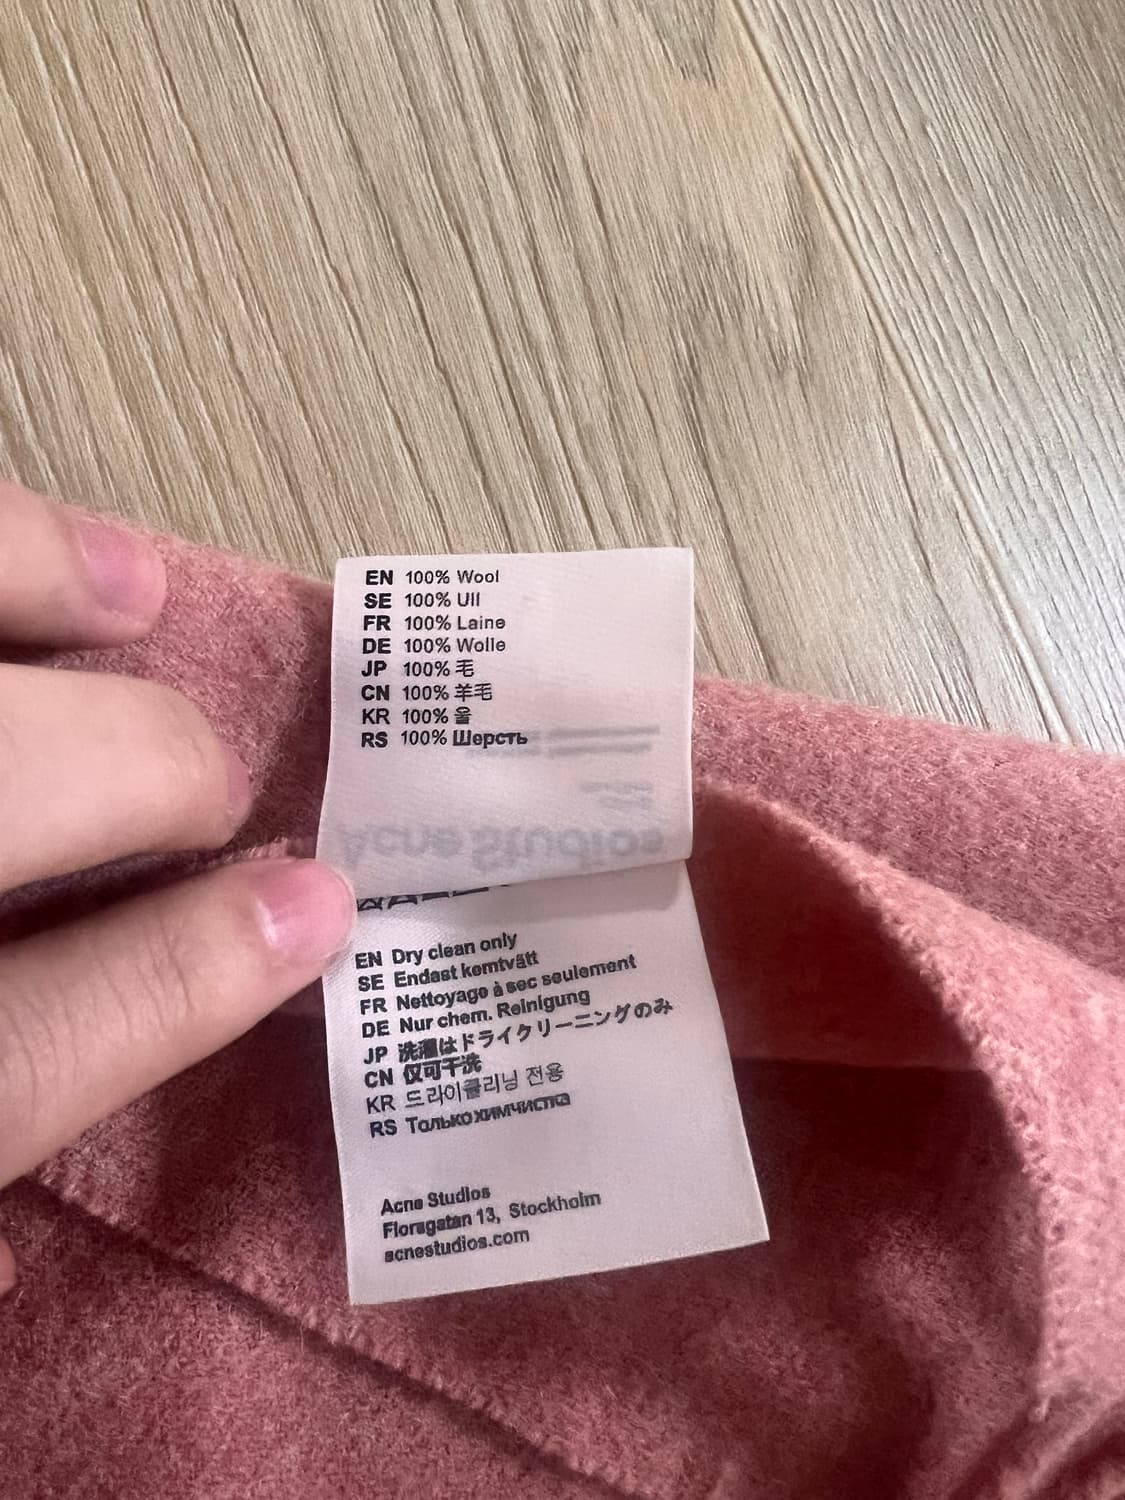 EN 100% Wool
SE 100% Ull
FR 100% Laine
DE 100% Wolle
JP 100% 毛
CN 100% 羊毛
KR 100% 울
RS 100% Шерсть
Acne Studios
EN Dry clean only
SE Endast kemtvätt
FR Nettoyage à sec seulement
DE Nur chem. Reinigung
JP 洗濯はドライクリーニングのみ
CN 仅可干洗
KR 드라이클리닝 전용
RS Только химчистка
Acne Studios
Floragatan 13, Stockholm
acnestudios.com